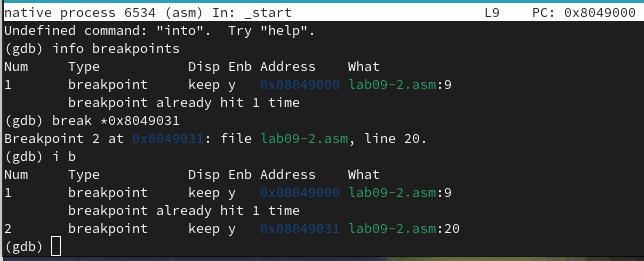 native process 6534 (asm) In: _start L9 PC: 0x8049000
Undefined command: "into".  Try "help".
(gdb) info breakpoints
Num     Type           Disp Enb Address    What
1       breakpoint     keep y   0x08049000 lab09-2.asm:9
        breakpoint already hit 1 time
(gdb) break *0x8049031
Breakpoint 2 at 0x8049031: file lab09-2.asm, line 20.
(gdb) i b
Num     Type           Disp Enb Address    What
1       breakpoint     keep y   0x08049000 lab09-2.asm:9
        breakpoint already hit 1 time
2       breakpoint     keep y   0x08049031 lab09-2.asm:20
(gdb)